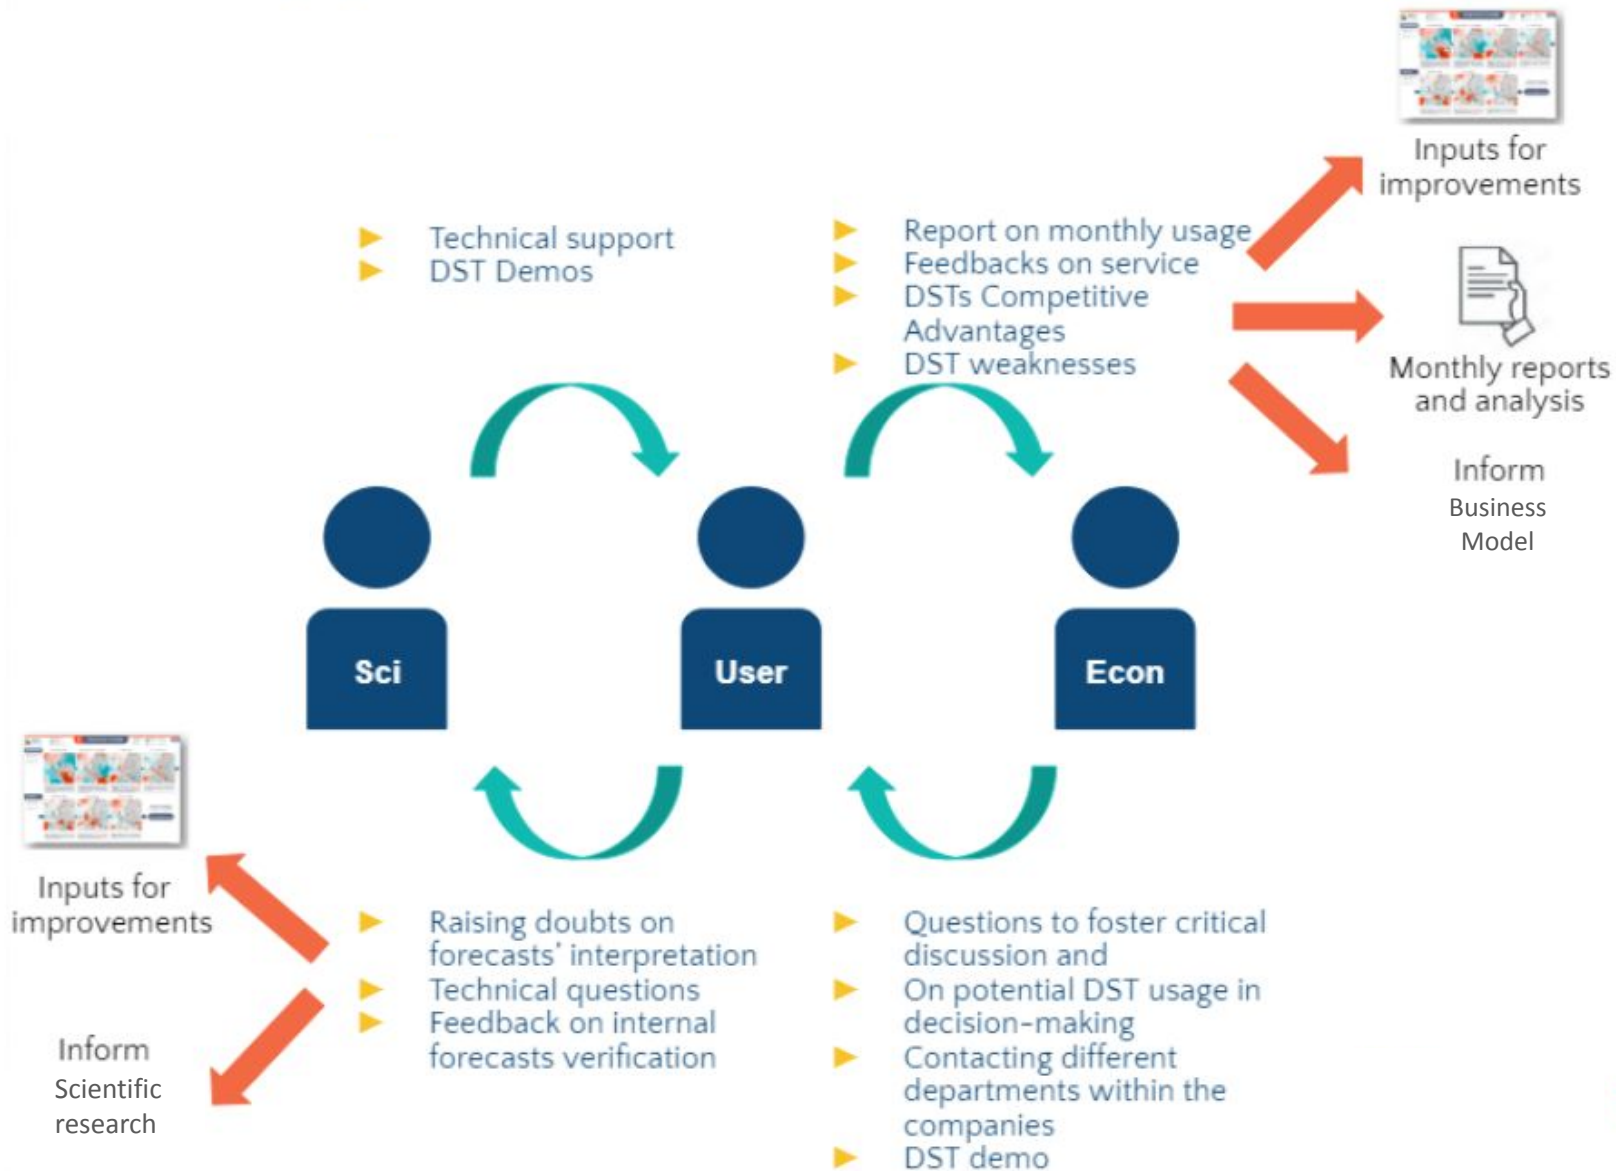 Inputs for
improvements
Technical support
DST Demos
Report on monthly usage
Feedbacks on service
DSTs Competitive
Advantages
DST weaknesses
Monthly reports
and analysis
Inform
Business
Model
Sci
User
Econ
Inputs for
improvements
Inform
Scientific
research
Raising doubts on
forecasts' interpretation
Technical questions
Feedback on internal
forecasts verification
Questions to foster critical
discussion and
On potential DST usage in
decision-making
Contacting different
departments within the
companies
DST demo